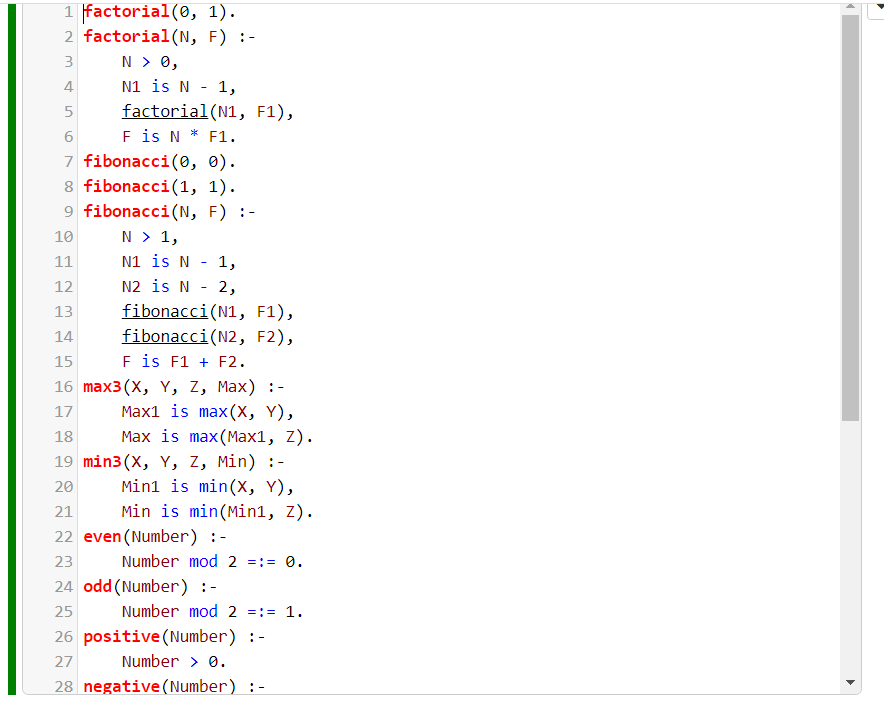 1 factorial(0, 1).
2 factorial(N, F) :-
3     N > 0,
4     N1 is N - 1,
5     factorial(N1, F1),
6     F is N * F1.
7 fibonacci(0, 0).
8 fibonacci(1, 1).
9 fibonacci(N, F) :-
10     N > 1,
11     N1 is N - 1,
12     N2 is N - 2,
13     fibonacci(N1, F1),
14     fibonacci(N2, F2),
15     F is F1 + F2.
16 max3(X, Y, Z, Max) :-
17     Max1 is max(X, Y),
18     Max is max(Max1, Z).
19 min3(X, Y, Z, Min) :-
20     Min1 is min(X, Y),
21     Min is min(Min1, Z).
22 even(Number) :-
23     Number mod 2 =:= 0.
24 odd(Number) :-
25     Number mod 2 =:= 1.
26 positive(Number) :-
27     Number > 0.
28 negative(Number) :-